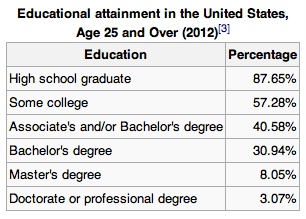 Educational attainment in the United States,
Age 25 and Over (2012)[3]
Education Percentage
High school graduate 87.65%
Some college 57.28%
Associate's and/or Bachelor's degree 40.58%
Bachelor's degree 30.94%
Master's degree 8.05%
Doctorate or professional degree 3.07%